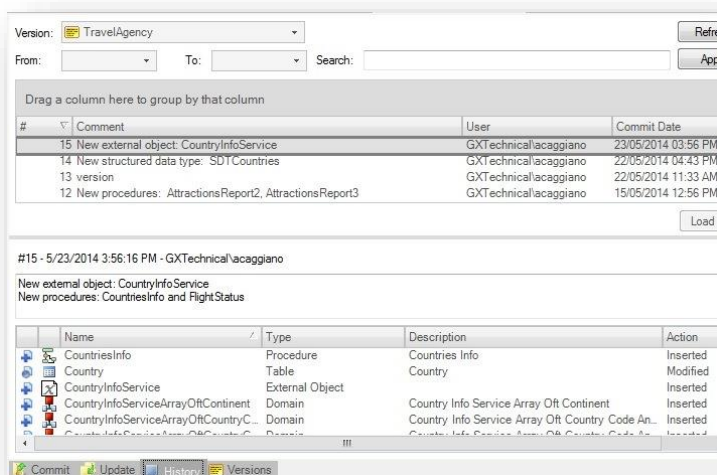 Version: TravelAgency Refre
From: To: Search: App
Drag a column here to group by that column
# Comment User Commit Date
15 New external object: CountryInfoService GXTechnical\acaggiano 23/05/2014 03:56 PM
14 New structured data type: SDTCountries GXTechnical\acaggiano 22/05/2014 04:43 PM
13 version GXTechnical\acaggiano 22/05/2014 11:33 AM
12 New procedures: AttractionsReport2, AttractionsReport3 GXTechnical\acaggiano 15/05/2014 12:56 PM
Load
#15 - 5/23/2014 3:56:16 PM - GXTechnical\acaggiano
New external object: CountryInfoService
New procedures: CountriesInfo and FlightStatus
Name Type Description Action
CountriesInfo Procedure Countries Info Inserted
Country Table Country Modified
CountryInfoService External Object Inserted
CountryInfoServiceArrayOftContinent Domain Country Info Service Array Oft Continent Inserted
CountryInfoServiceArrayOftCountryC... Domain Country Info Service Array Oft Country Code An... Inserted
Commit Update History Versions